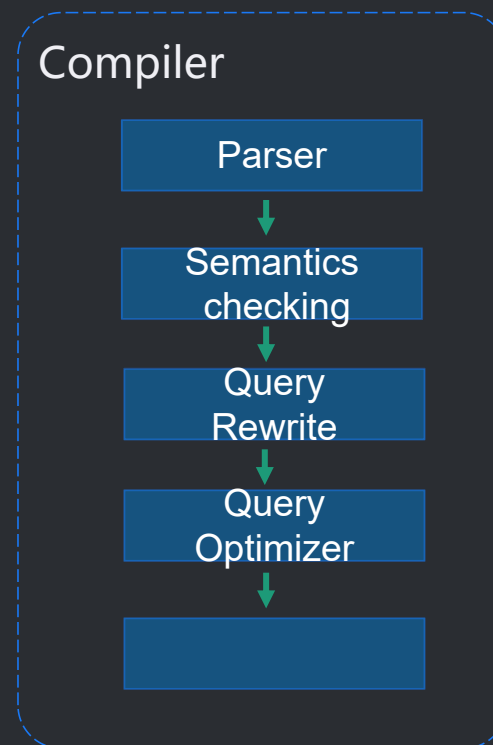 Compiler
Parser
Semantics
checking
Query
Rewrite
Query
Optimizer